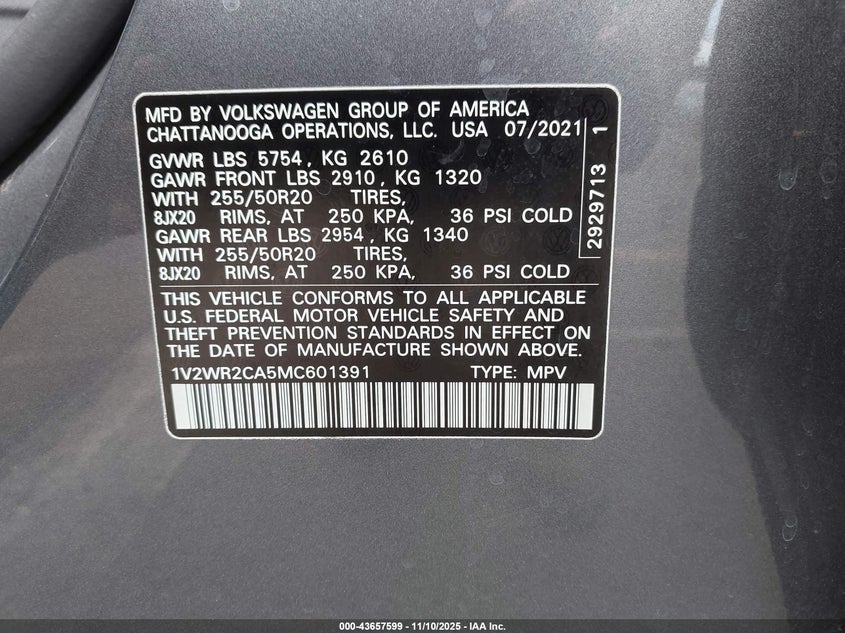 MFD BY VOLKSWAGEN GROUP OF AMERICA
CHATTANOOGA OPERATIONS, LLC. USA 07/2021
GVWR LBS 5754, KG 2610
GAWR FRONT LBS 2910, KG 1320
WITH 255/50R20 TIRES,
8JX20 RIMS, AT 250 KPA, 36 PSI COLD
GAWR REAR LBS 2954, KG 1340
WITH 255/50R20 TIRES,
8JX20 RIMS, AT 250 KPA, 36 PSI COLD
2929713 1
THIS VEHICLE CONFORMS TO ALL APPLICABLE
U.S. FEDERAL MOTOR VEHICLE SAFETY AND
THEFT PREVENTION STANDARDS IN EFFECT ON
THE DATE OF MANUFACTURE SHOWN ABOVE.
1V2WR2CA5MC601391 TYPE: MPV
000-43657599 - 11/10/2025 - IAA Inc.